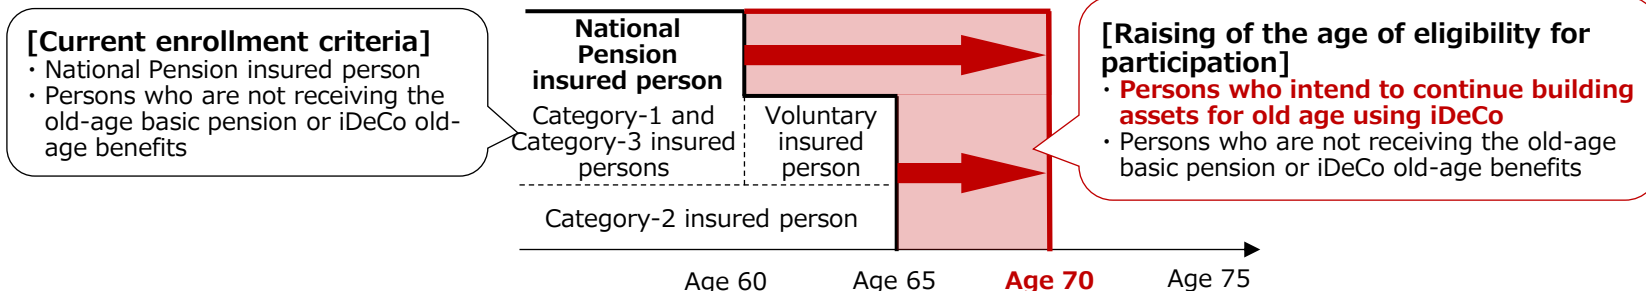 [Current enrollment criteria]
・National Pension insured person
・Persons who are not receiving the
old-age basic pension or iDeCo old-
age benefits
National
Pension
insured person
Category-1 and
Category-3 insured
persons
Voluntary
insured
person
Category-2 insured person
[Raising of the age of eligibility for
participation]
・Persons who intend to continue building
assets for old age using iDeCo
・Persons who are not receiving the old-age
basic pension or iDeCo old-age benefits
Age 60
Age 65
Age 70
Age 75